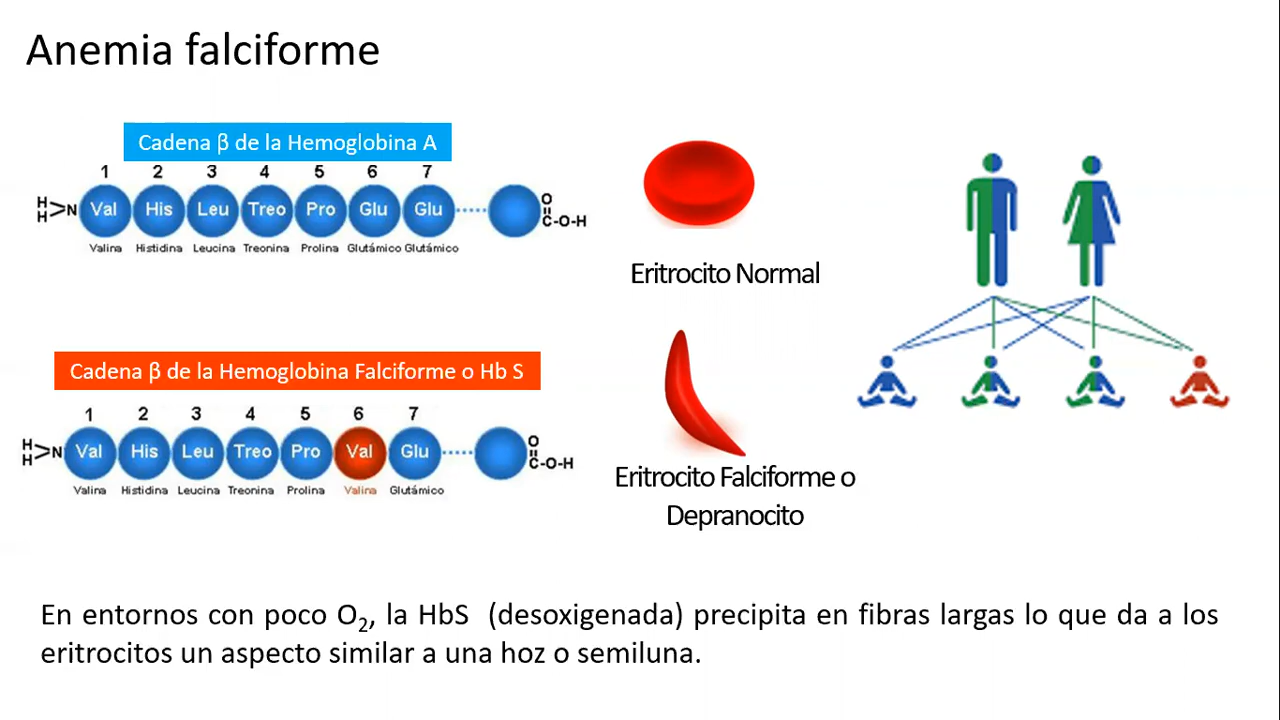 Anemia falciforme
Cadena β de la Hemoglobina A
1 2 3 4 5 6 7
H
H >N Val His Leu Treo Pro Glu Glu
O
C-O-H
Valina Histidina Leucina Treonina Prolina Glutámico Glutámico
Eritrocito Normal
Cadena β de la Hemoglobina Falciforme o Hb S
1 2 3 4 5 6 7
H
H >N Val His Leu Treo Pro Val Glu
O
C-O-H
Valina Histidina Leucina Treonina Prolina Valina Glutámico
Eritrocito Falciforme o
Depranocito
En entornos con poco O₂, la HbS (desoxigenada) precipita en fibras largas lo que da a los
eritrocitos un aspecto similar a una hoz o semiluna.